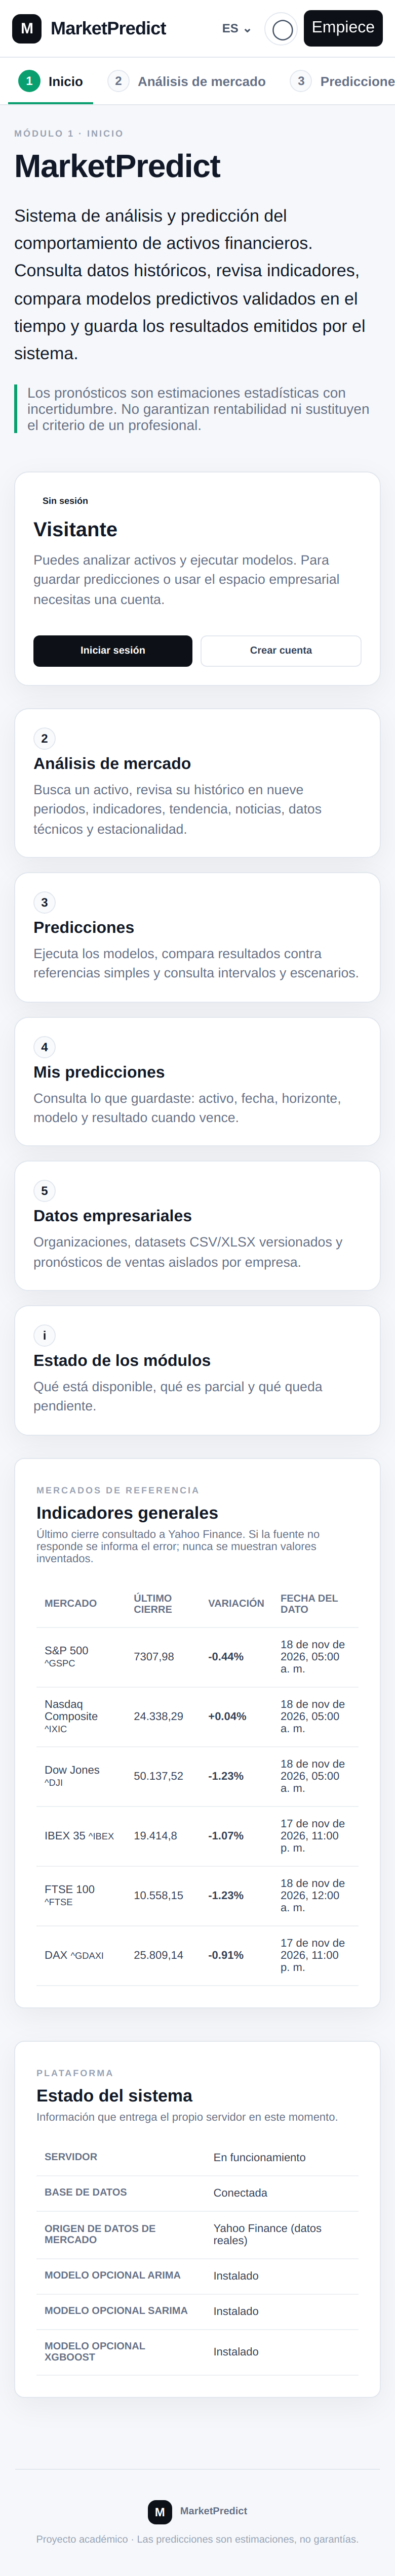 M MarketPredict ES Empiece
1 Inicio 2 Análisis de mercado 3 Prediccione
MÓDULO 1 · INICIO
MarketPredict
Sistema de análisis y predicción del
comportamiento de activos financieros.
Consulta datos históricos, revisa indicadores,
compara modelos predictivos validados en el
tiempo y guarda los resultados emitidos por el
sistema.
Los pronósticos son estimaciones estadísticas con
incertidumbre. No garantizan rentabilidad ni sustituyen
el criterio de un profesional.
Sin sesión
Visitante
Puedes analizar activos y ejecutar modelos. Para
guardar predicciones o usar el espacio empresarial
necesitas una cuenta.
Iniciar sesión Crear cuenta
2
Análisis de mercado
Busca un activo, revisa su histórico en nueve
periodos, indicadores, tendencia, noticias, datos
técnicos y estacionalidad.
3
Predicciones
Ejecuta los modelos, compara resultados contra
referencias simples y consulta intervalos y escenarios.
4
Mis predicciones
Consulta lo que guardaste: activo, fecha, horizonte,
modelo y resultado cuando vence.
5
Datos empresariales
Organizaciones, datasets CSV/XLSX versionados y
pronósticos de ventas aislados por empresa.
i
Estado de los módulos
Qué está disponible, qué es parcial y qué queda
pendiente.
MERCADOS DE REFERENCIA
Indicadores generales
Último cierre consultado a Yahoo Finance. Si la fuente no
responde se informa el error; nunca se muestran valores
inventados.
MERCADO ÚLTIMO CIERRE VARIACIÓN FECHA DEL DATO
S&P 500 ^GSPC 7307,98 -0.44% 18 de nov de 2026, 05:00 a. m.
Nasdaq Composite ^IXIC 24.338,29 +0.04% 18 de nov de 2026, 05:00 a. m.
Dow Jones ^DJI 50.137,52 -1.23% 18 de nov de 2026, 05:00 a. m.
IBEX 35 ^IBEX 19.414,8 -1.07% 17 de nov de 2026, 11:00 p. m.
FTSE 100 ^FTSE 10.558,15 -1.23% 18 de nov de 2026, 12:00 a. m.
DAX ^GDAXI 25.809,14 -0.91% 17 de nov de 2026, 11:00 p. m.
PLATAFORMA
Estado del sistema
Información que entrega el propio servidor en este momento.
SERVIDOR En funcionamiento
BASE DE DATOS Conectada
ORIGEN DE DATOS DE MERCADO Yahoo Finance (datos reales)
MODELO OPCIONAL ARIMA Instalado
MODELO OPCIONAL SARIMA Instalado
MODELO OPCIONAL XGBOOST Instalado
M MarketPredict
Proyecto académico · Las predicciones son estimaciones, no garantías.